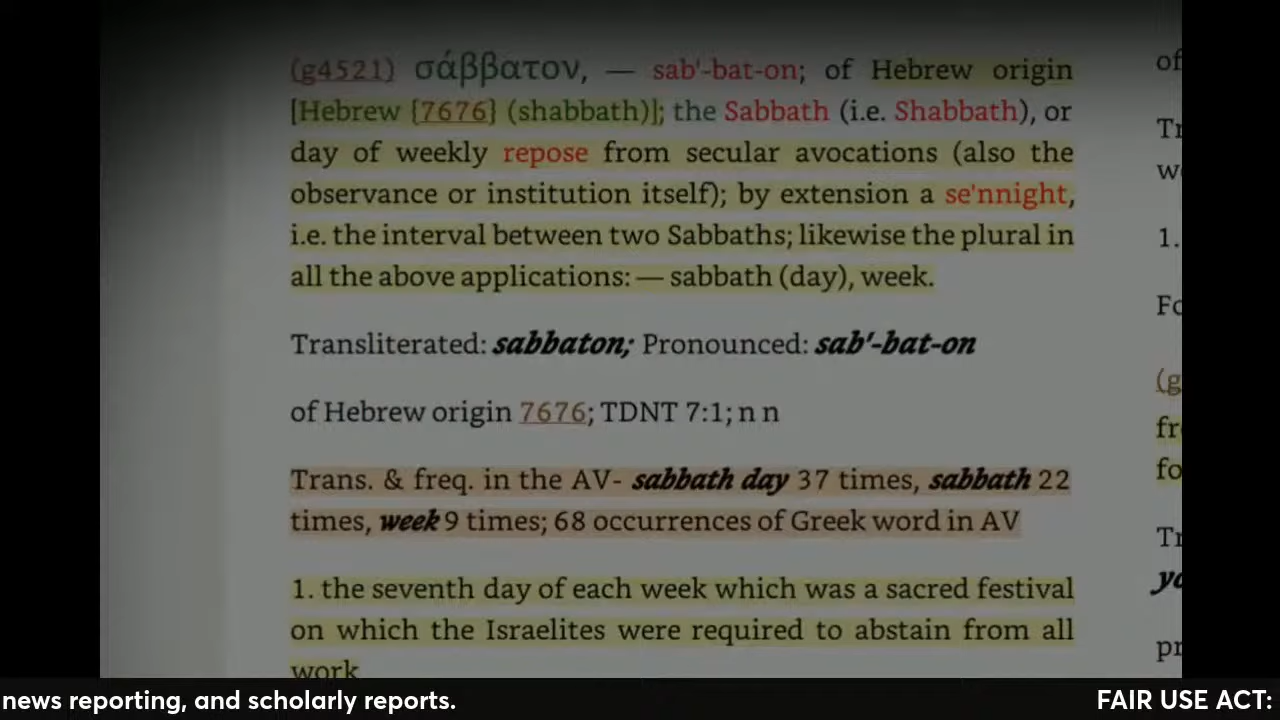 (g4521) σάββατον, — sab'-bat-on; of Hebrew origin
[Hebrew {7676} (shabbath)]; the Sabbath (i.e. Shabbath), or
day of weekly repose from secular avocations (also the
observance or institution itself); by extension a se'nnight,
i.e. the interval between two Sabbaths; likewise the plural in
all the above applications: — sabbath (day), week.
Transliterated: sabbaton; Pronounced: sab'-bat-on
of Hebrew origin 7676; TDNT 7:1; n n
Trans. & freq. in the AV- sabbath day 37 times, sabbath 22
times, week 9 times; 68 occurrences of Greek word in AV
1. the seventh day of each week which was a sacred festival
on which the Israelites were required to abstain from all
work
of
1.
news reporting, and scholarly reports.
FAIR USE ACT: